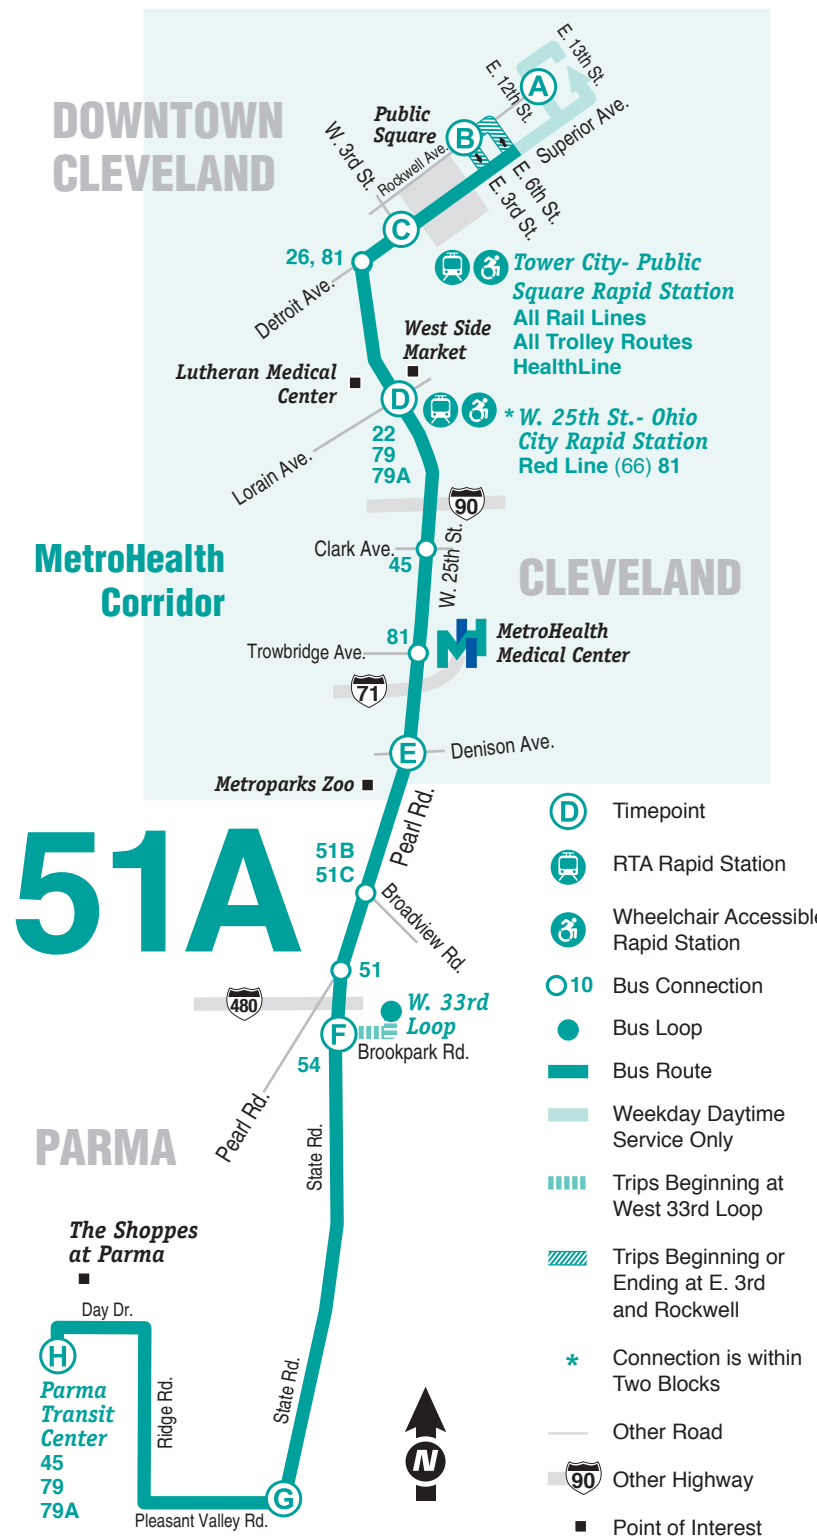 DOWNTOWN
CLEVELAND
E. 13th St.
E. 12th St.
A
Public
Square
B
Superior Ave.
W. 3rd St.
Rockwell Ave.
E. 6th St.
E. 3rd St.
C
26, 81
Detroit Ave.
Tower City- Public
Square Rapid Station
All Rail Lines
All Trolley Routes
HealthLine
West Side
Market
Lutheran Medical
Center
D
* W. 25th St.- Ohio
City Rapid Station
Red Line (66) 81
22
79
79A
Lorain Ave.
90
Clark Ave.
45
W. 25th St.
MetroHealth
Corridor
CLEVELAND
81
Trowbridge Ave.
MH
MetroHealth
Medical Center
71
E
Denison Ave.
Metroparks Zoo
Pearl Rd.
51A
51B
51C
Broadview Rd.
51
480
W. 33rd
Loop
F
Brookpark Rd.
54
Pearl Rd.
PARMA
State Rd.
The Shoppes
at Parma
Day Dr.
H
Parma
Transit
Center
45
79
79A
Ridge Rd.
State Rd.
G
Pleasant Valley Rd.
N
D Timepoint
RTA Rapid Station
Wheelchair Accessible
Rapid Station
10 Bus Connection
Bus Loop
Bus Route
Weekday Daytime
Service Only
Trips Beginning at
West 33rd Loop
Trips Beginning or
Ending at E. 3rd
and Rockwell
* Connection is within
Two Blocks
Other Road
90 Other Highway
Point of Interest